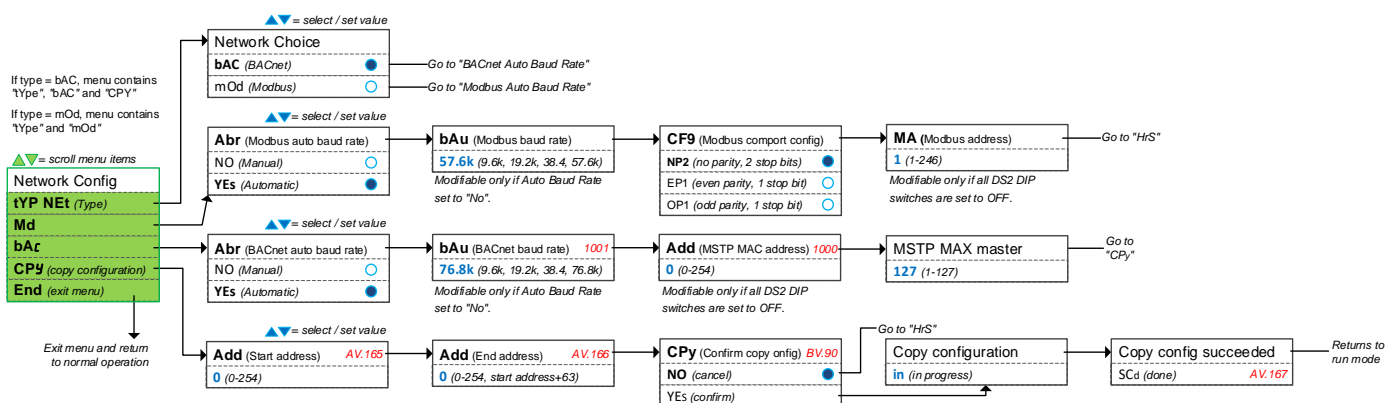 ▲▼= select / set value
Network Choice
bAC (BACnet)
Go to "BACnet Auto Baud Rate"
mOd (Modbus)
Go to "Modbus Auto Baud Rate"
If type = bAC, menu contains
"tYpe", "bAC" and "CPY"
If type = mOd, menu contains
"tYpe" and "mOd"
▲▼= scroll menu items
Network Config
tYP NEt (Type)
Md
bAc
CPY (copy configuration)
End (exit menu)
Exit menu and return
to normal operation
▲▼= select / set value
Abr (Modbus auto baud rate)
NO (Manual)
YEs (Automatic)
bAu (Modbus baud rate)
57.6k (9.6k, 19.2k, 38.4, 57.6k)
Modifiable only if Auto Baud Rate
set to "No".
CF9 (Modbus comport config)
NP2 (no parity, 2 stop bits)
EP1 (even parity, 1 stop bit)
OP1 (odd parity, 1 stop bit)
MA (Modbus address)
1 (1-246)
Modifiable only if all DS2 DIP
switches are set to OFF.
Go to "HrS"
▲▼= select / set value
Abr (BACnet auto baud rate)
NO (Manual)
YEs (Automatic)
bAu (BACnet baud rate) 1001
76.8k (9.6k, 19.2k, 38.4, 76.8k)
Modifiable only if Auto Baud Rate
set to "No".
Add (MSTP MAC address) 1000
0 (0-254)
Modifiable only if all DS2 DIP
switches are set to OFF.
MSTP MAX master
127 (1-127)
Go to
"CPy"
▲▼= select / set value
Add (Start address) AV.165
0 (0-254)
Add (End address) AV.166
0 (0-254, start address+63)
CPy (Confirm copy onfig) BV.90
NO (cancel)
YEs (confirm)
Go to "HrS"
Copy configuration
in (in progress)
Copy config succeeded
SCd (done) AV.167
Returns to
run mode